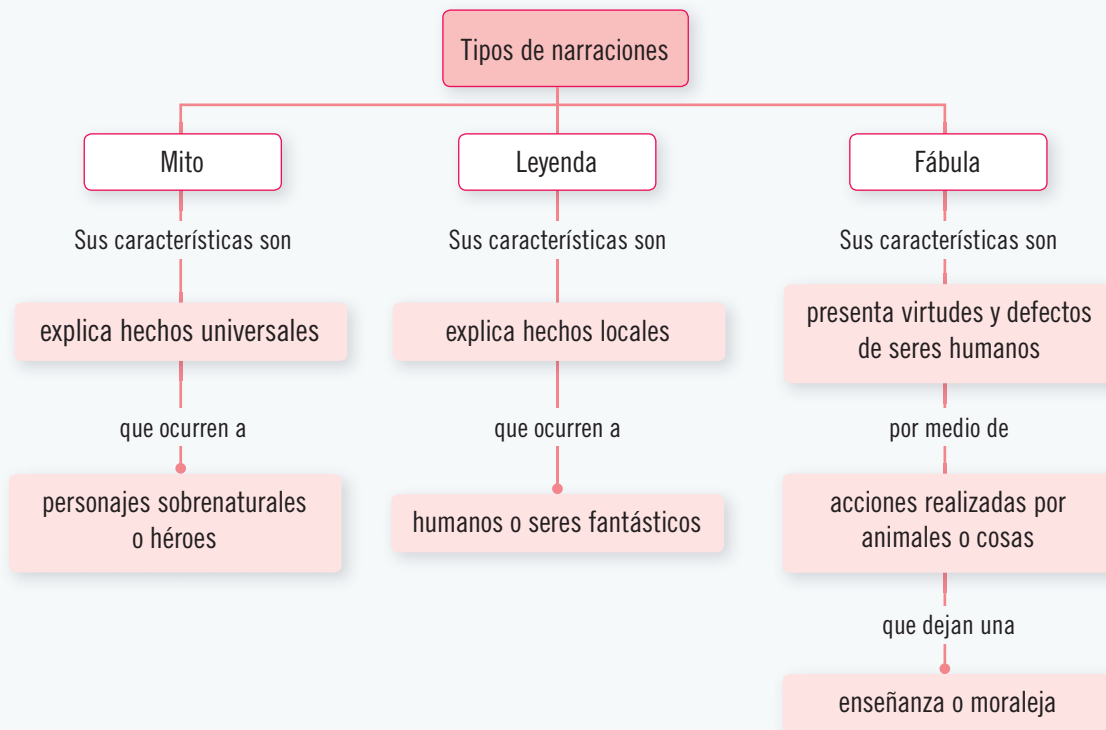 Tipos de narraciones
Mito
Sus características son
explica hechos universales
que ocurren a
personajes sobrenaturales
o héroes
Leyenda
Sus características son
explica hechos locales
que ocurren a
humanos o seres fantásticos
Fábula
Sus características son
presenta virtudes y defectos
de seres humanos
por medio de
acciones realizadas por
animales o cosas
que dejan una
enseñanza o moraleja